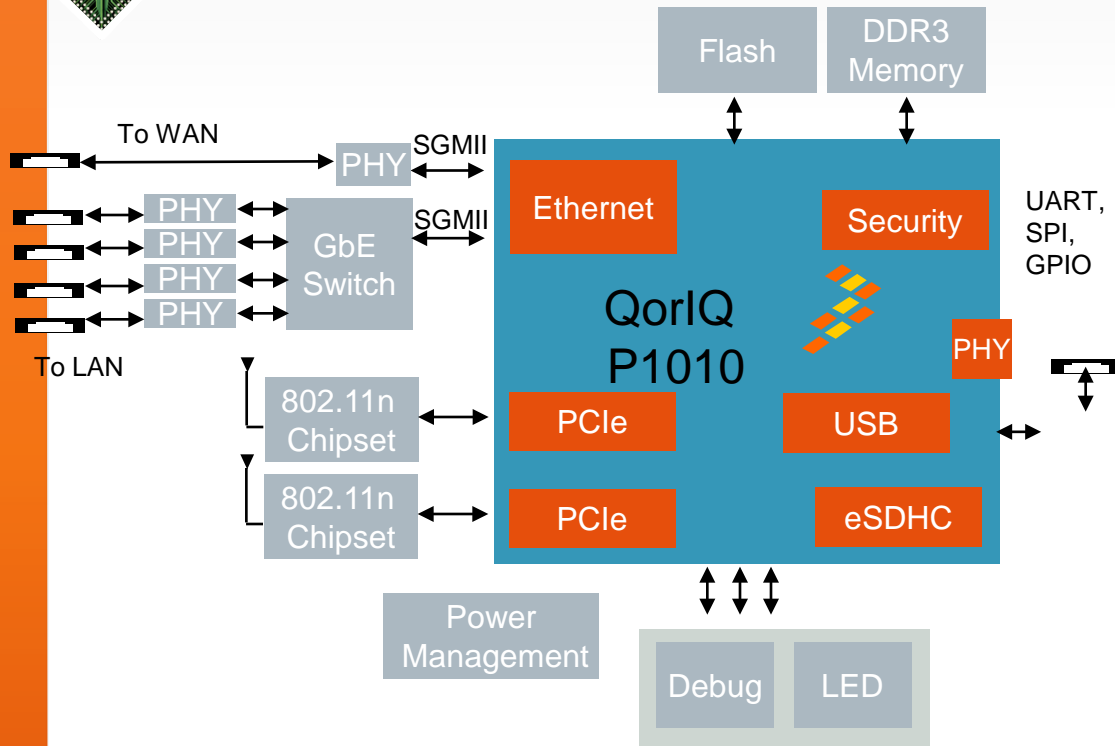 Flash
DDR3
Memory
To WAN
PHY
SGMII
PHY
PHY
PHY
PHY
GbE
Switch
SGMII
To LAN
Ethernet
Security
UART,
SPI,
GPIO
QorIQ
P1010
PHY
802.11n
Chipset
PCIe
USB
802.11n
Chipset
PCIe
eSDHC
Power
Management
Debug
LED